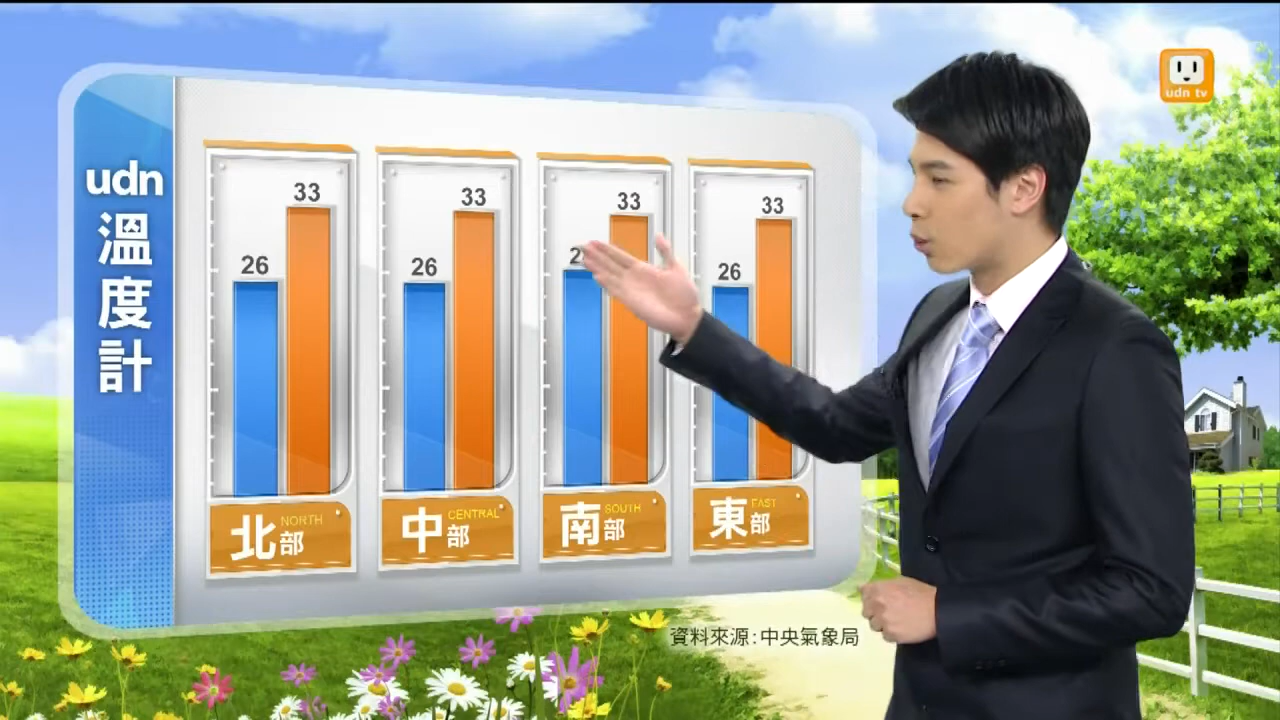 udn tv
udn
溫度計
26
33
26
33
33
26
33
北部
NORTH
中部
CENTRAL
南部
SOUTH
東部
EAST
資料來源:中央氣象局